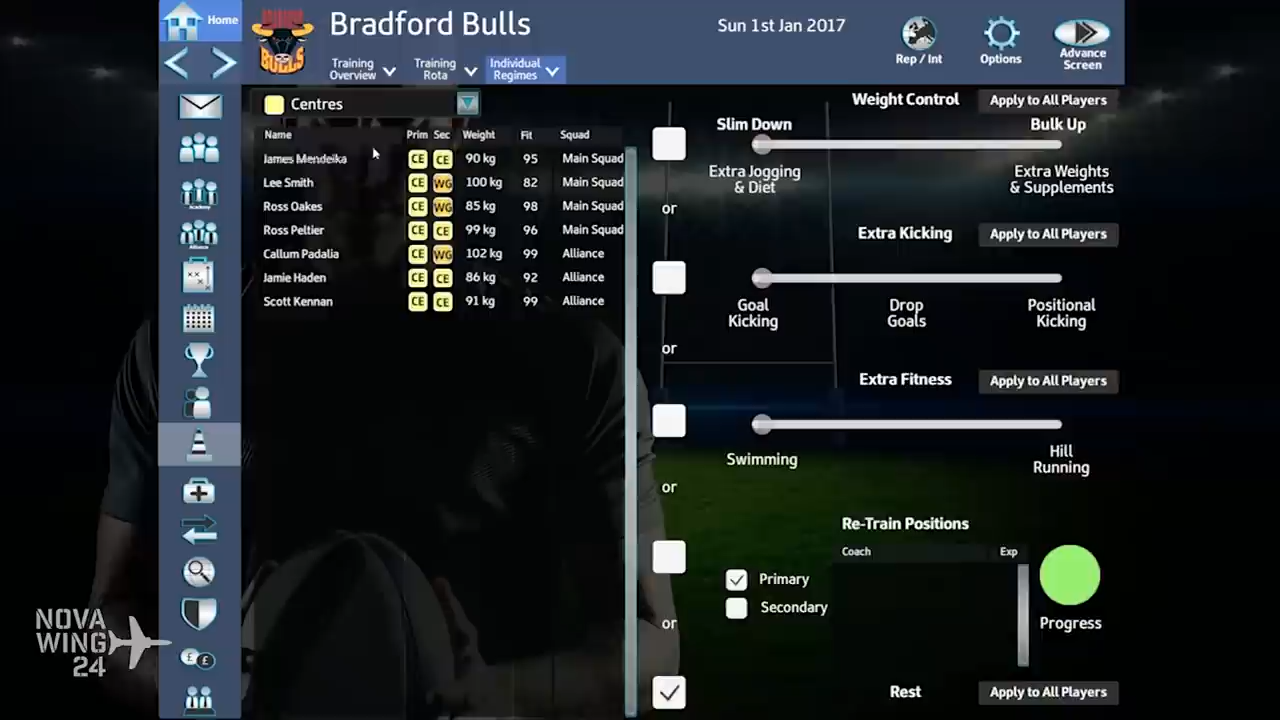 Home
Bradford Bulls
Sun 1st Jan 2017
Rep / Int
Options
Advance
Screen
Training
Overview
Training
Rota
Individual
Regimes
BULLS
Centres
Name Prim Sec Weight Fit Squad
James Mendeika CE CE 90 kg 95 Main Squad
Lee Smith CE WG 100 kg 82 Main Squad
Ross Oakes CE WG 85 kg 98 Main Squad
Ross Peltier CE CE 99 kg 96 Main Squad
Callum Padalia CE WG 102 kg 99 Alliance
Jamie Haden CE CE 86 kg 92 Alliance
Scott Kennan CE CE 91 kg 99 Alliance
Academy
Alliance
Weight Control Apply to All Players
Slim Down Bulk Up
Extra Jogging
& Diet
Extra Weights
& Supplements
or
Extra Kicking Apply to All Players
Goal
Kicking
Drop
Goals
Positional
Kicking
or
Extra Fitness Apply to All Players
Swimming
Hill
Running
or
Re-Train Positions
Coach Exp
Primary
Secondary
Progress
or
Rest Apply to All Players
NOVA
WING
24